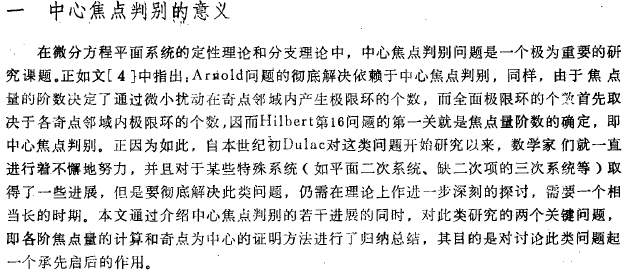 一 中心焦点判别的意义
在微分方程平面系统的定性理论和分支理论中，中心焦点判别问题是一个极为重要的研
究课题。正如文[4]中指出：Arnold问题的彻底解决依赖于中心焦点判别，同样，由于焦点
量的阶数决定了通过微小扰动在奇点邻域内产生极限环的个数，而全面极限环的个数首先取
决于各奇点邻域内极限环的个数，因而Hilbert第16问题的第一关就是焦点量阶数的确定，即
中心焦点判别。正因为如此，自本世纪初Dulac对这类问题开始研究以来，数学家们就一直
进行着不懈地努力，并且对于某些特殊系统（如平面二次系统、缺二次项的三次系统等）取
得了一些进展，但是要彻底解决此类问题，仍需在理论上作进一步深刻的探讨，需要一个相
当长的时期。本文通过介绍中心焦点判别的若干进展的同时，对此类研究的两个关键问题，
即各阶焦点量的计算和奇点为中心的证明方法进行了归纳总结，其目的是对讨论此类问题起
一个承先启后的作用。